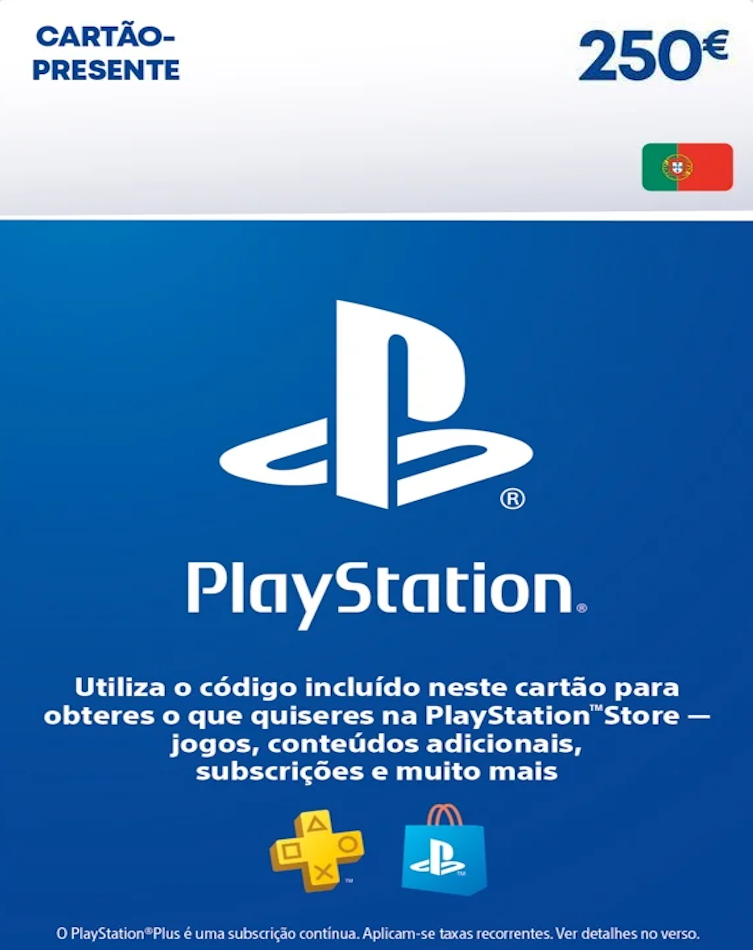 CARTÃO-
PRESENTE
250€
®
PlayStation®
Utiliza o código incluído neste cartão para
obteres o que quiseres na PlayStation™Store —
jogos, conteúdos adicionais,
subscrições e muito mais
™
™
O PlayStation®Plus é uma subscrição contínua. Aplicam-se taxas recorrentes. Ver detalhes no verso.